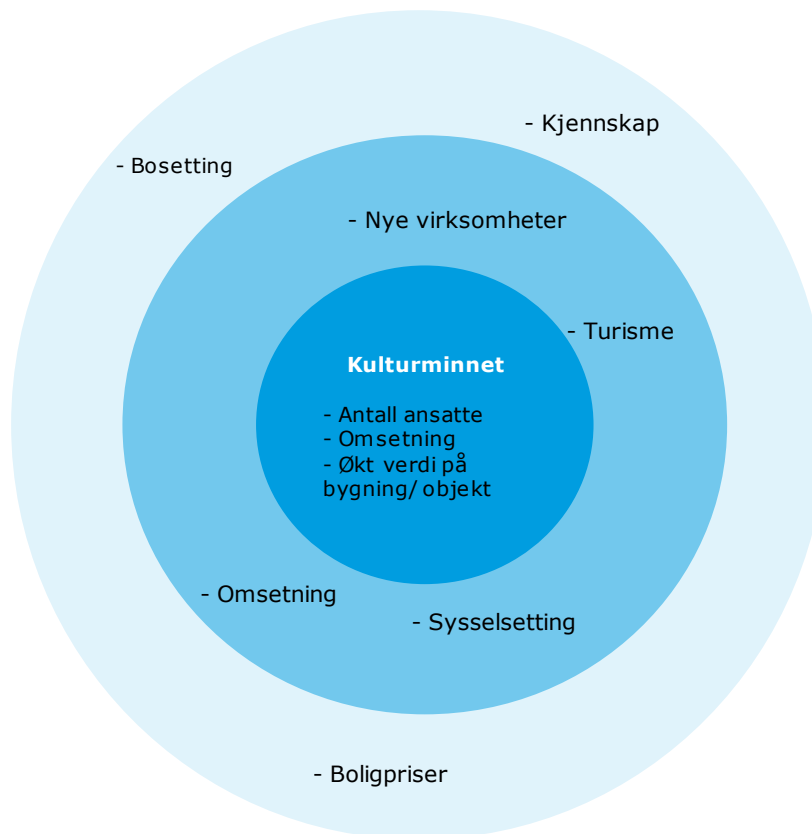 - Kjennskap
- Bosetting
- Nye virksomheter
- Turisme
Kulturminnet
- Antall ansatte
- Omsetning
- Økt verdi på
bygning/ objekt
- Omsetning
- Sysselsetting
- Boligpriser